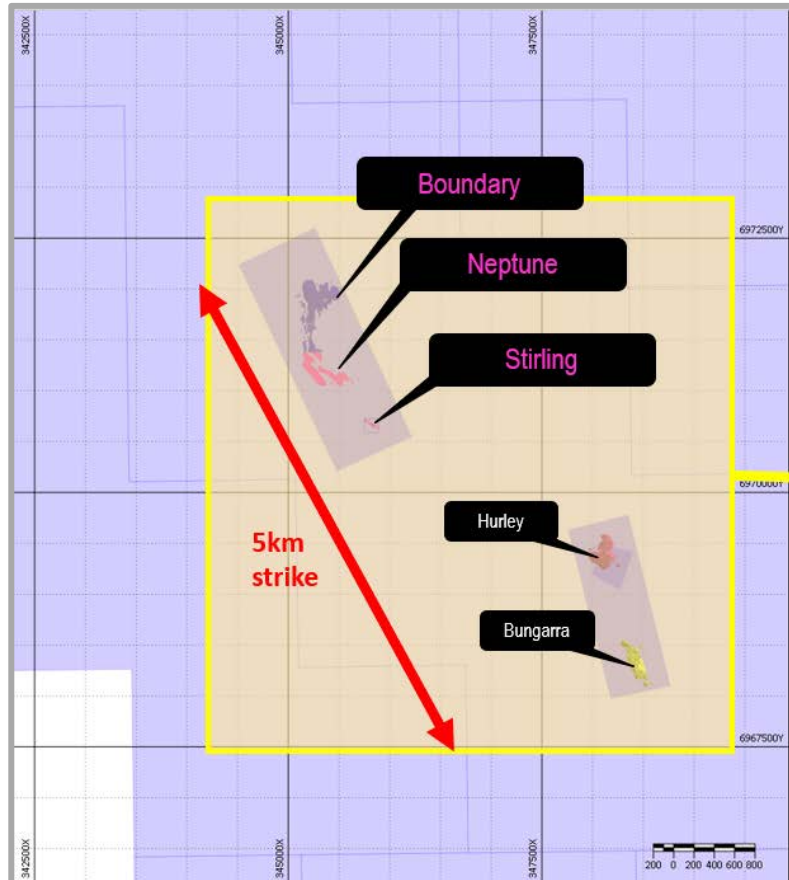 342500X
345000X
347500X
Boundary
6972500Y
Neptune
Stirling
6970000Y
Hurley
5km
strike
Bungarra
6967500Y
342500X
345000X
347500X
200 0 200 400 600 800